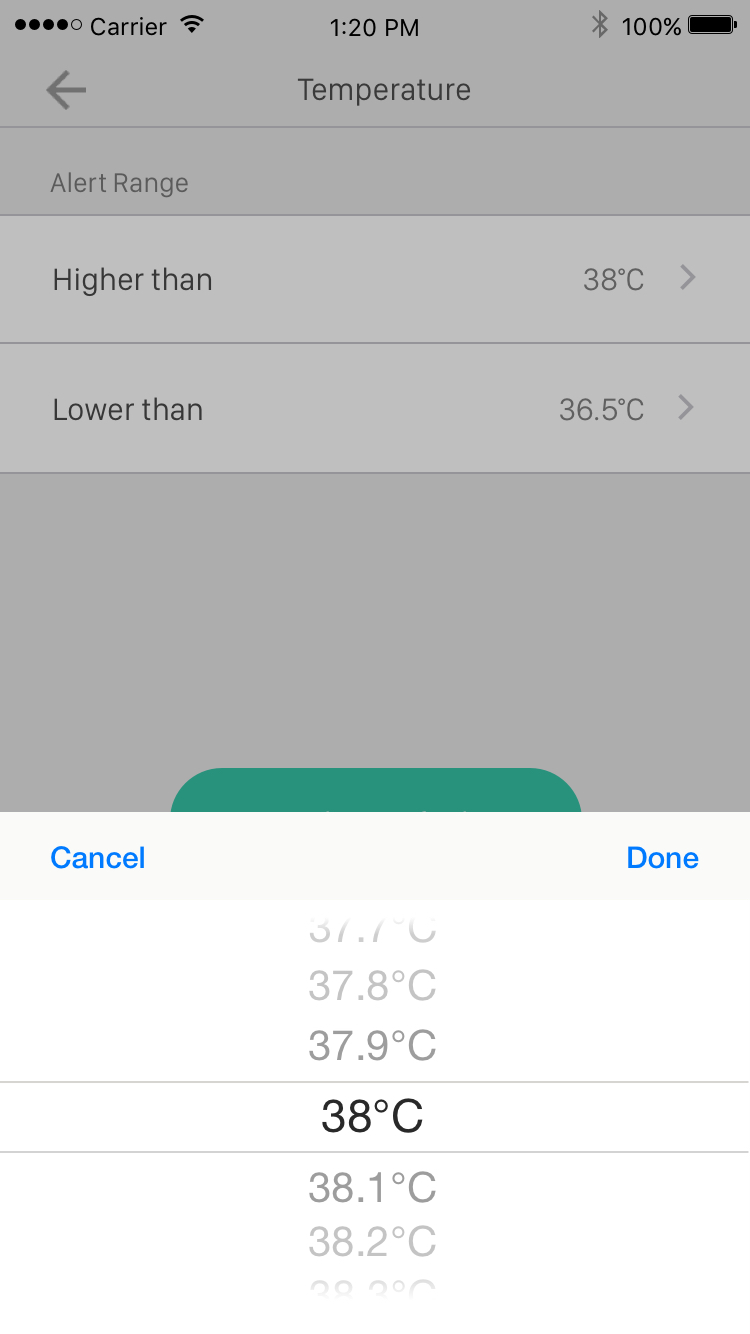 Carrier 1:20 PM 100%
Temperature
Alert Range
Higher than 38°C
Lower than 36.5°C
Cancel Done
37.7°C
37.8°C
37.9°C
38°C
38.1°C
38.2°C
38.3°C